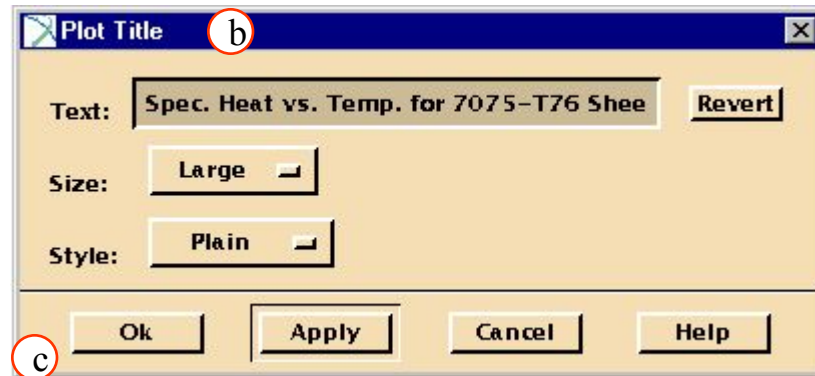 Plot Title b
Text: Spec. Heat vs. Temp. for 7075-T76 Shee Revert
Size: Large
Style: Plain
Ok Apply Cancel Help
c